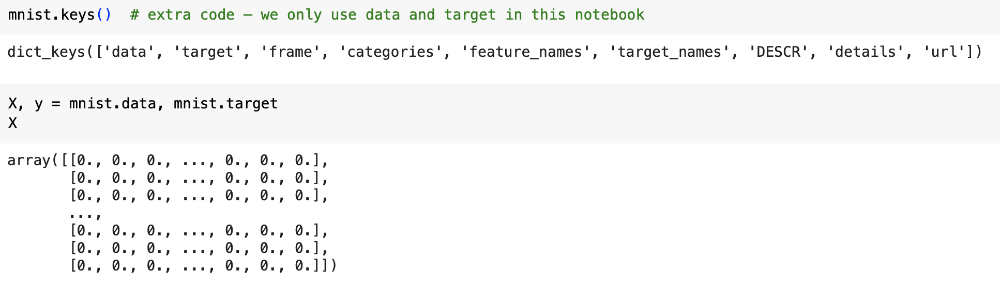 mnist.keys()  # extra code – we only use data and target in this notebook
dict_keys(['data', 'target', 'frame', 'categories', 'feature_names', 'target_names', 'DESCR', 'details', 'url'])
X, y = mnist.data, mnist.target
X
array([[0., 0., 0., ..., 0., 0., 0.],
       [0., 0., 0., ..., 0., 0., 0.],
       [0., 0., 0., ..., 0., 0., 0.],
       ...,
       [0., 0., 0., ..., 0., 0., 0.],
       [0., 0., 0., ..., 0., 0., 0.],
       [0., 0., 0., ..., 0., 0., 0.]])